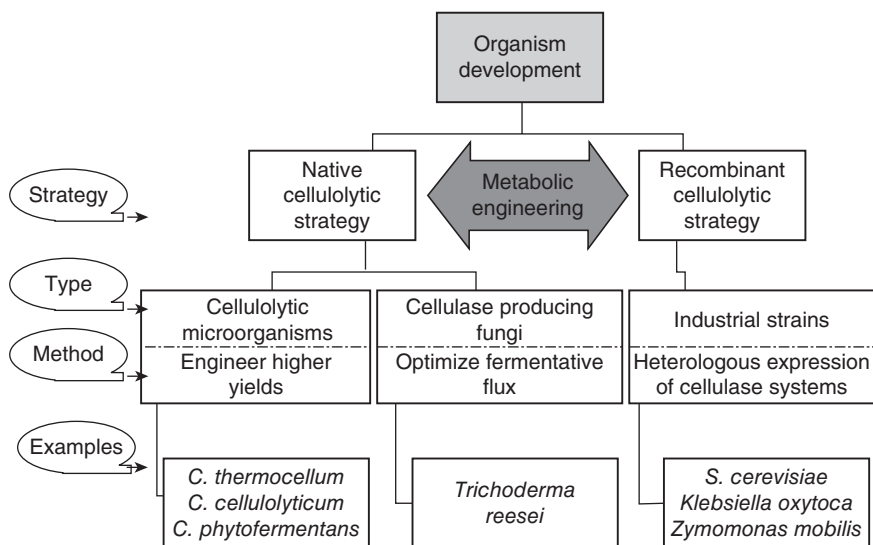 Organism
development
Strategy
Native
cellulolytic
strategy
Metabolic
engineering
Recombinant
cellulolytic
strategy
Type
Cellulolytic
microorganisms
Cellulase producing
fungi
Industrial strains
Method
Engineer higher
yields
Optimize fermentative
flux
Heterologous expression
of cellulase systems
Examples
C. thermocellum
C. cellulolyticum
C. phytofermentans
Trichoderma
reesei
S. cerevisiae
Klebsiella oxytoca
Zymomonas mobilis